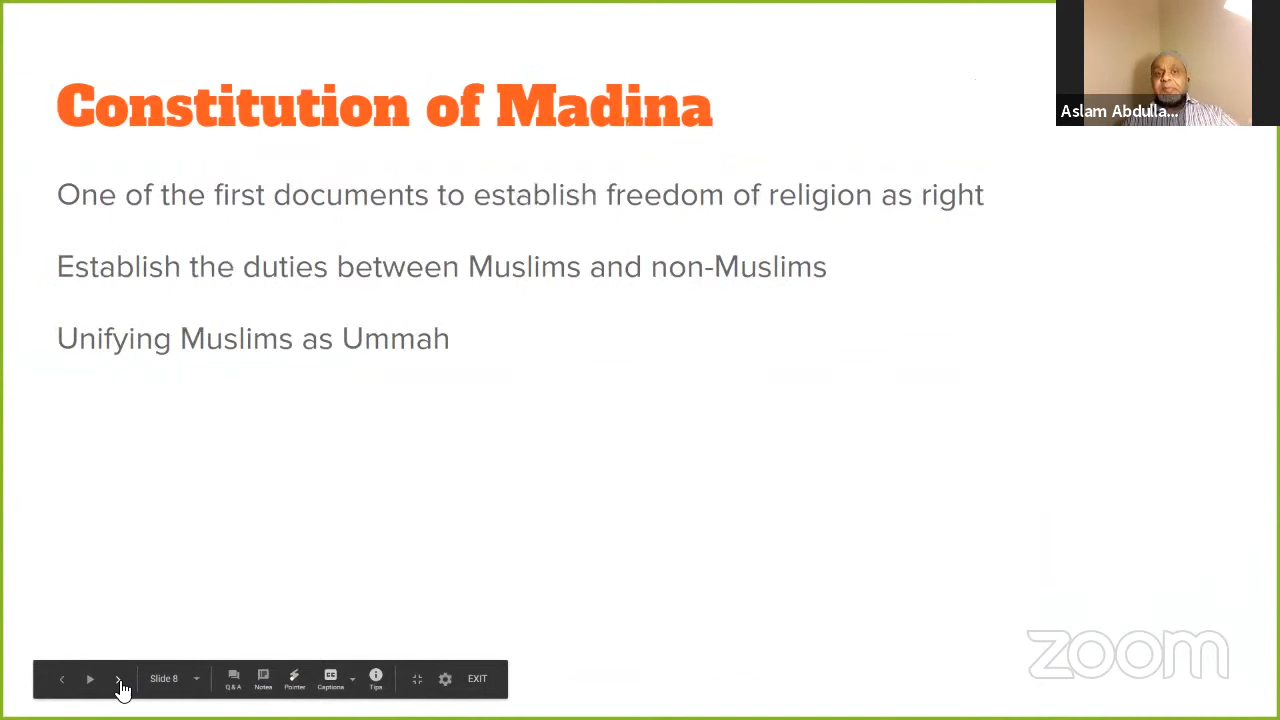 Constitution of Madina
Aslam Abdulla...
One of the first documents to establish freedom of religion as right
Establish the duties between Muslims and non-Muslims
Unifying Muslims as Ummah
zoom
Slide 8
Q & A
Notes
Pointer
Captions
Tips
EXIT